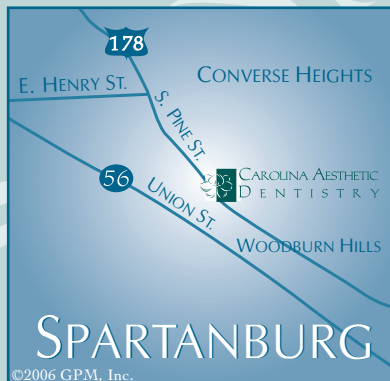 178
CONVERSE HEIGHTS
E. HENRY ST.
S. PINE ST.
CAROLINA AESTHETIC
DENTISTRY
56
UNION ST.
WOODBURN HILLS
SPARTANBURG
©2006 GPM, Inc.